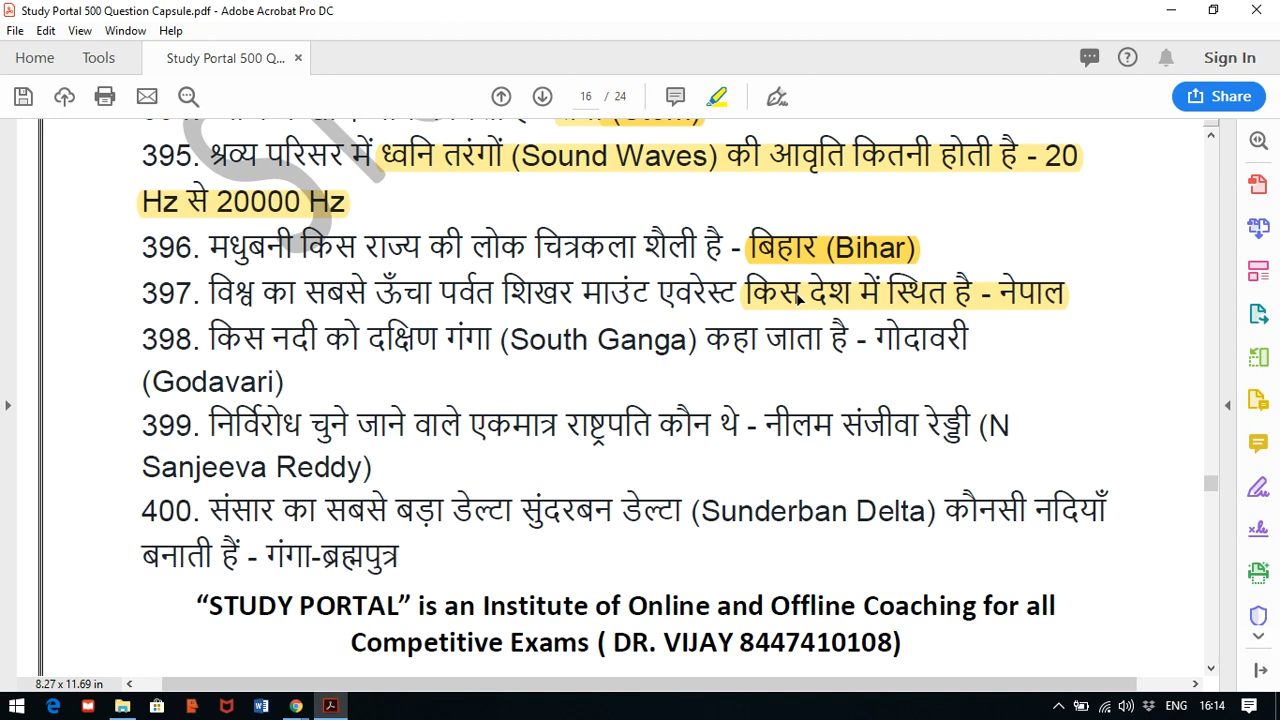 Study Portal 500 Question Capsule.pdf - Adobe Acrobat Pro DC
File Edit View Window Help
Home Tools Study Portal 500 Q... × Sign In
16 / 24 Share
(Stem)
395. श्रव्य परिसर में ध्वनि तरंगों (Sound Waves) की आवृति कितनी होती है - 20
Hz से 20000 Hz
396. मधुबनी किस राज्य की लोक चित्रकला शैली है - बिहार (Bihar)
397. विश्व का सबसे ऊँचा पर्वत शिखर माउंट एवरेस्ट किस देश में स्थित है - नेपाल
398. किस नदी को दक्षिण गंगा (South Ganga) कहा जाता है - गोदावरी
(Godavari)
399. निर्विरोध चुने जाने वाले एकमात्र राष्ट्रपति कौन थे - नीलम संजीवा रेड्डी (N
Sanjeeva Reddy)
400. संसार का सबसे बड़ा डेल्टा सुंदरबन डेल्टा (Sunderban Delta) कौनसी नदियाँ
बनाती हैं - गंगा-ब्रह्मपुत्र
“STUDY PORTAL” is an Institute of Online and Offline Coaching for all
Competitive Exams ( DR. VIJAY 8447410108)
8.27 x 11.69 in
ENG 16:14